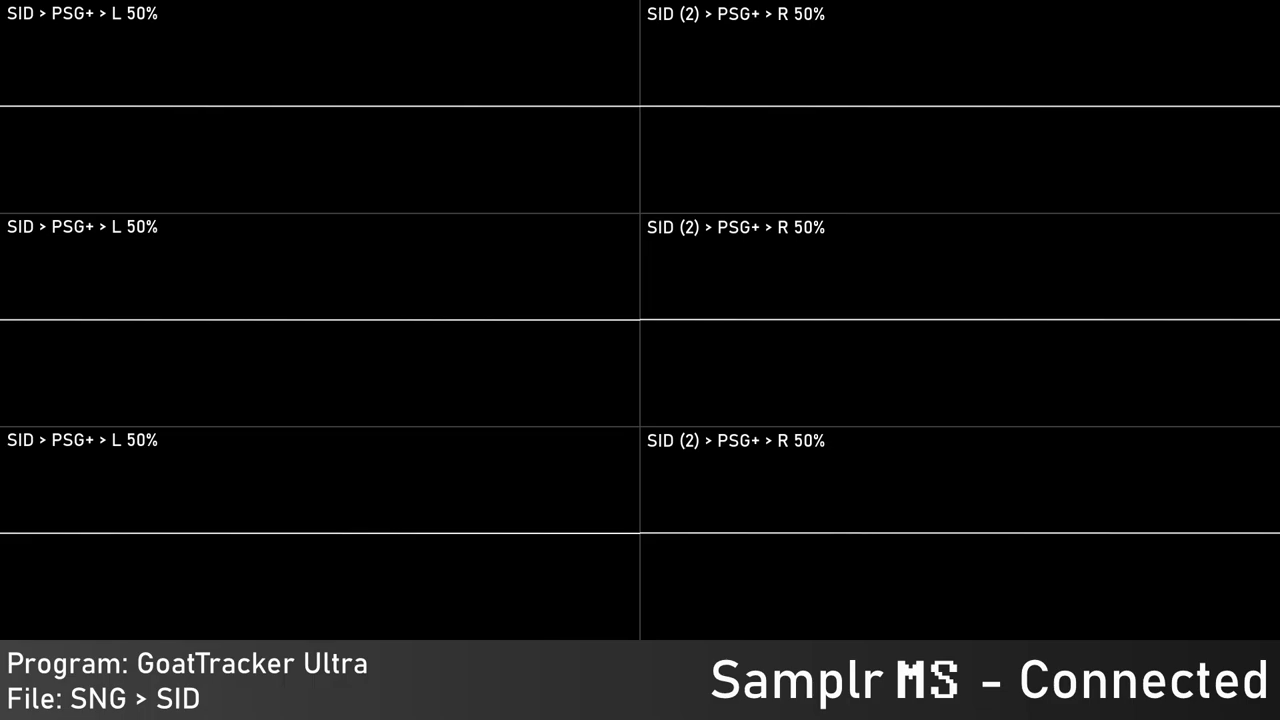 SID > PSG+ > L 50%
SID (2) > PSG+ > R 50%
SID > PSG+ > L 50%
SID (2) > PSG+ > R 50%
SID > PSG+ > L 50%
SID (2) > PSG+ > R 50%
Program: GoatTracker Ultra
File: SNG > SID
Samplr MS - Connected